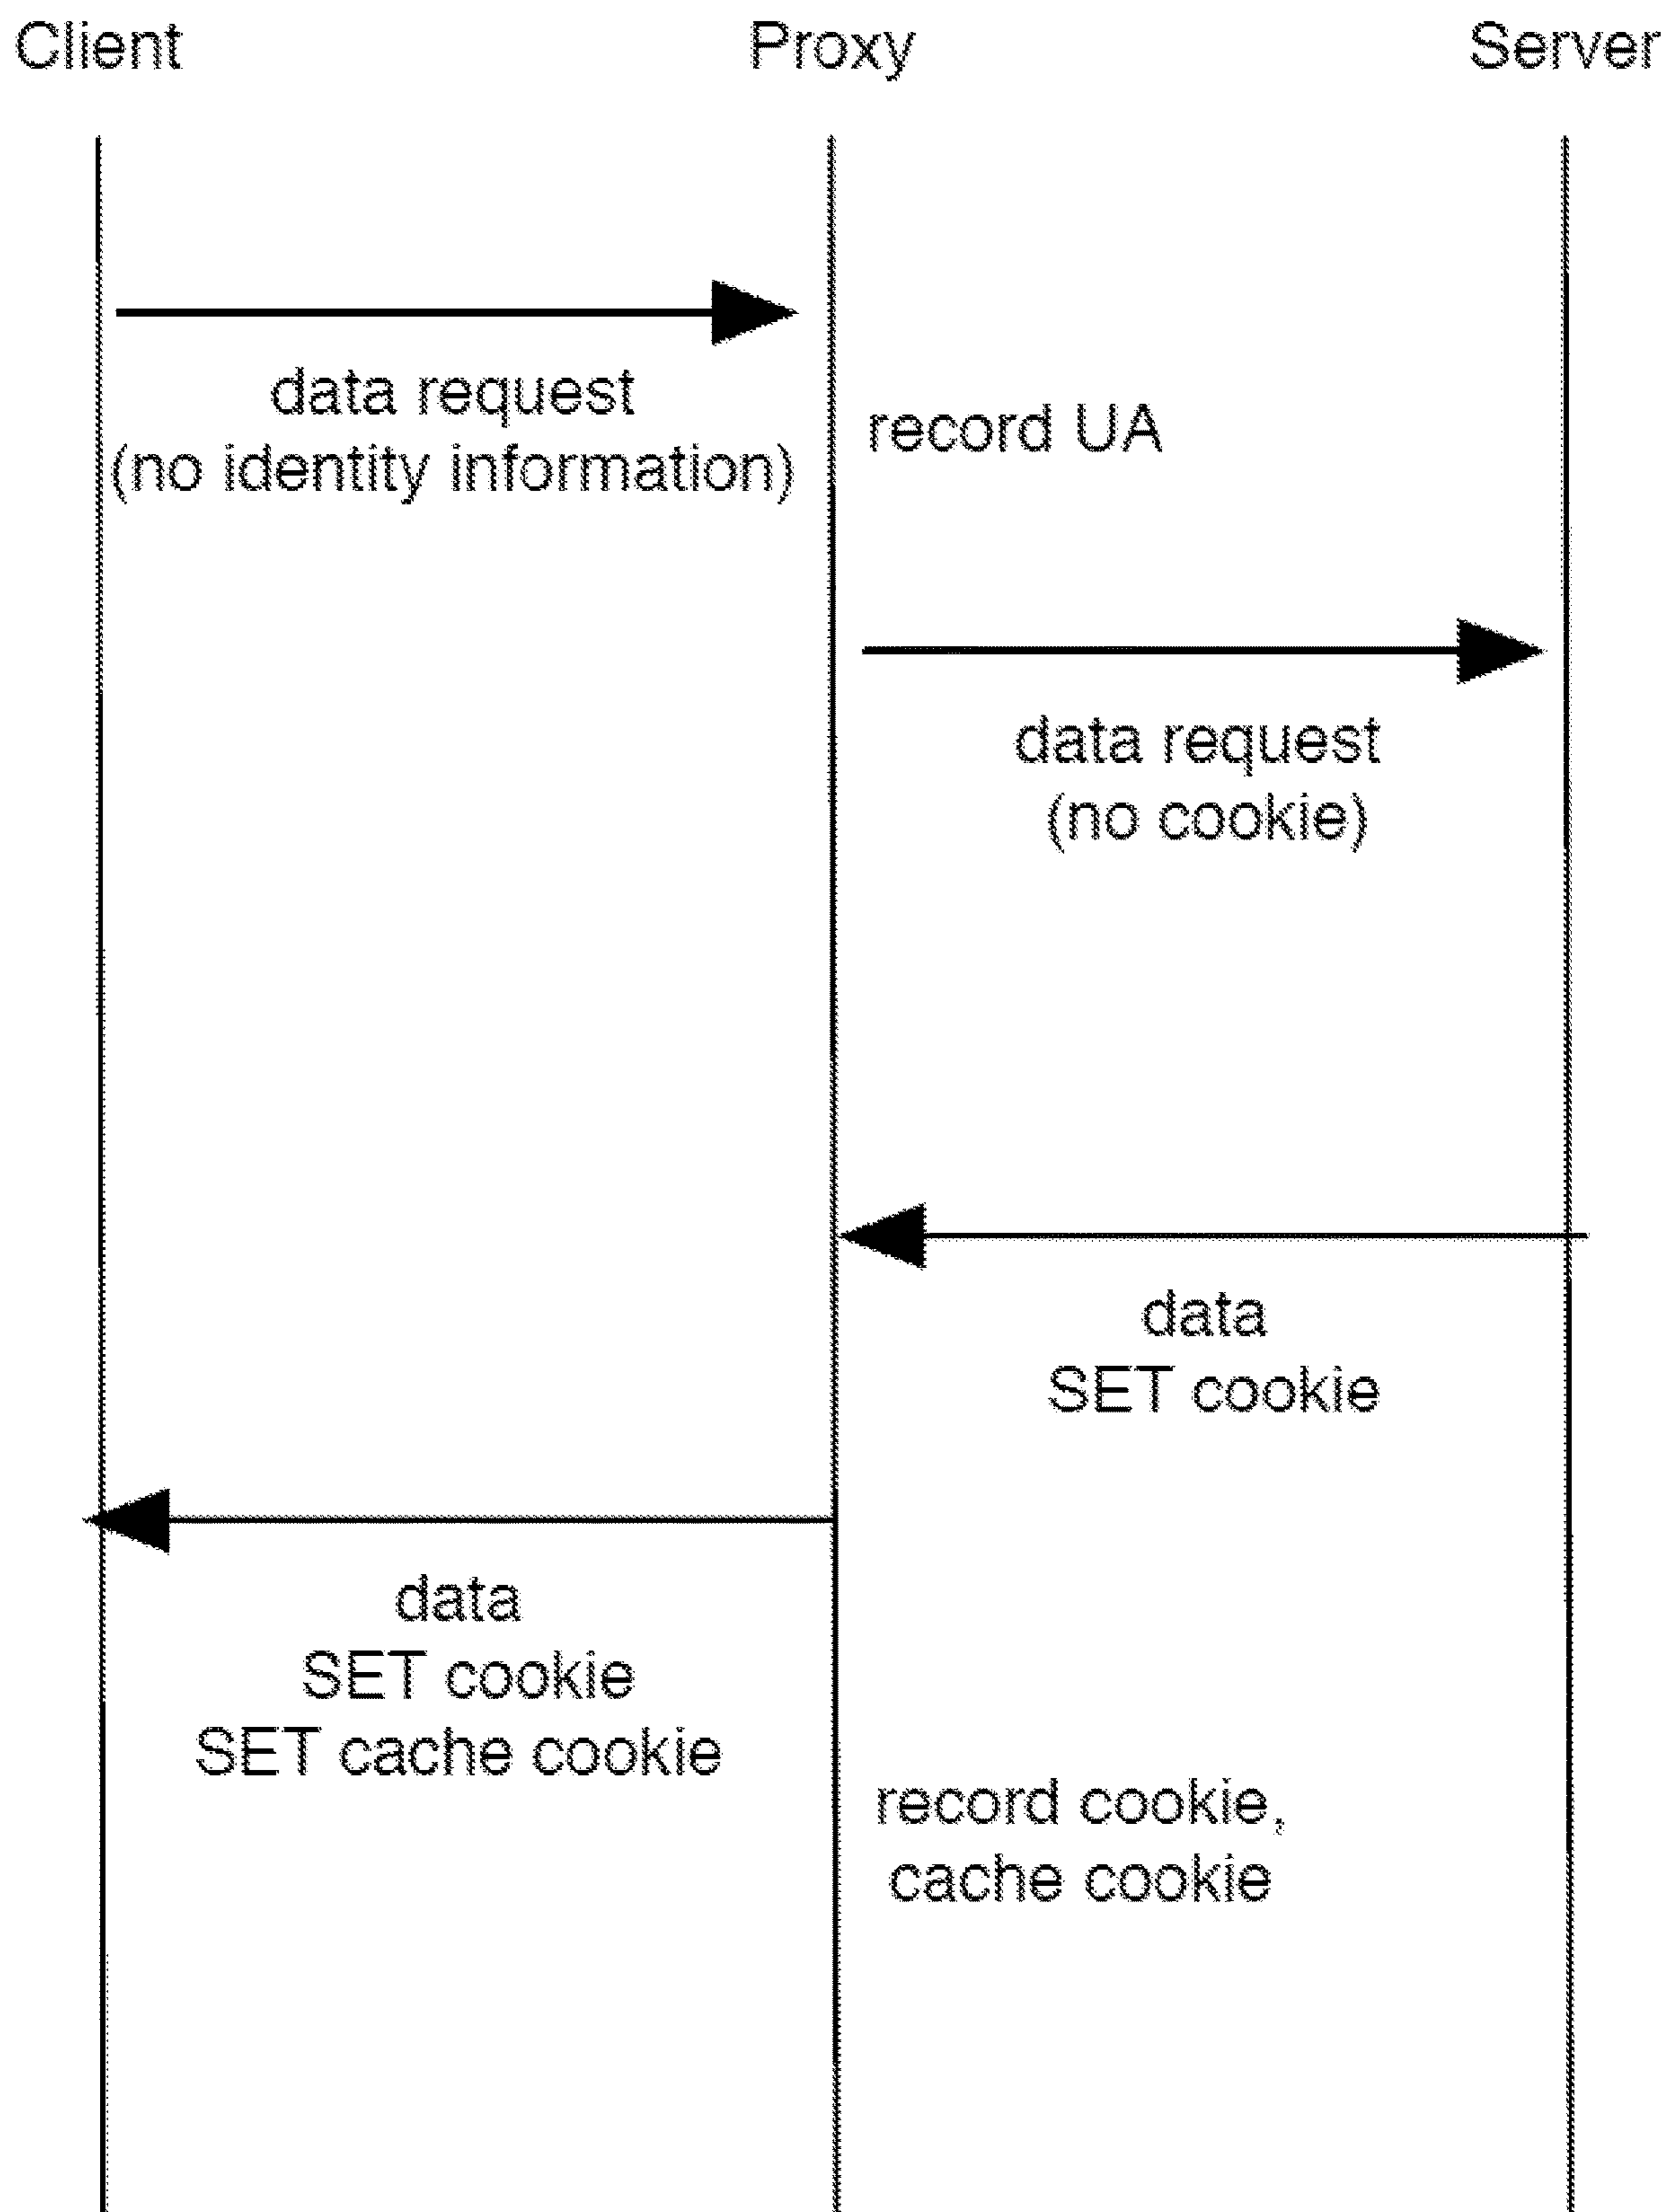 Client
Proxy
Server
data request
(no identity information)
record UA
data request
(no cookie)
data
SET cookie
data
SET cookie
SET cache cookie
record cookie,
cache cookie